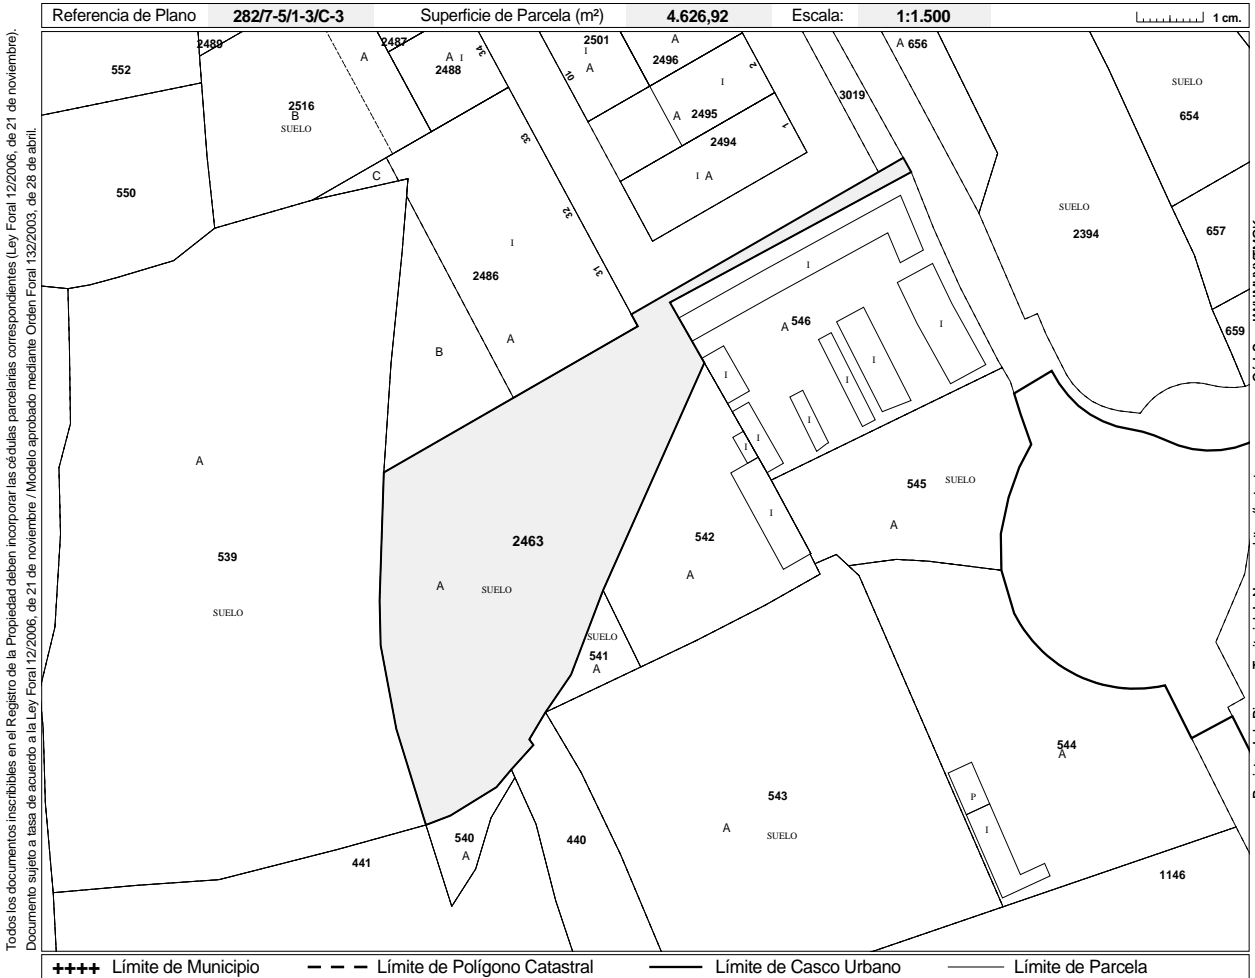 Referencia de Plano 282/7-5/1-3/C-3 Superficie de Parcela (m²) 4.626,92 Escala: 1:1.500 1 cm.
Todos los documentos inscribibles en el Registro de la Propiedad deben incorporar las cédulas parcelarias correspondientes (Ley Foral 12/2006, de 21 de noviembre).
Documento sujeto a tasa de acuerdo a la Ley Foral 12/2006, de 21 de noviembre / Modelo aprobado mediante Orden Foral 132/2003, de 28 de abril.
2489
2487
34
2501
A
2
A 656
552
A
A I
2488
I
A
10
2496
I
3019
SUELO
654
2516
B
SUELO
A 2495
2494
1
33
550
C
I A
32
SUELO
2394
657
I
2486
31
I
A 546
I
659
B
A
I
I
I
I
I
I
I
A
545 SUELO
A
2463
542
I
539
A SUELO
A
SUELO
SUELO
541
A
544
A
543
P
A
SUELO
I
540
A
440
441
1146
++++ Límite de Municipio
Límite de Polígono Catastral
Límite de Casco Urbano
Límite de Parcela